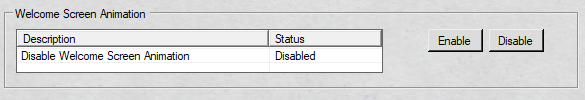 Welcome Screen Animation
Description Status Enable Disable
Disable Welcome Screen Animation Disabled